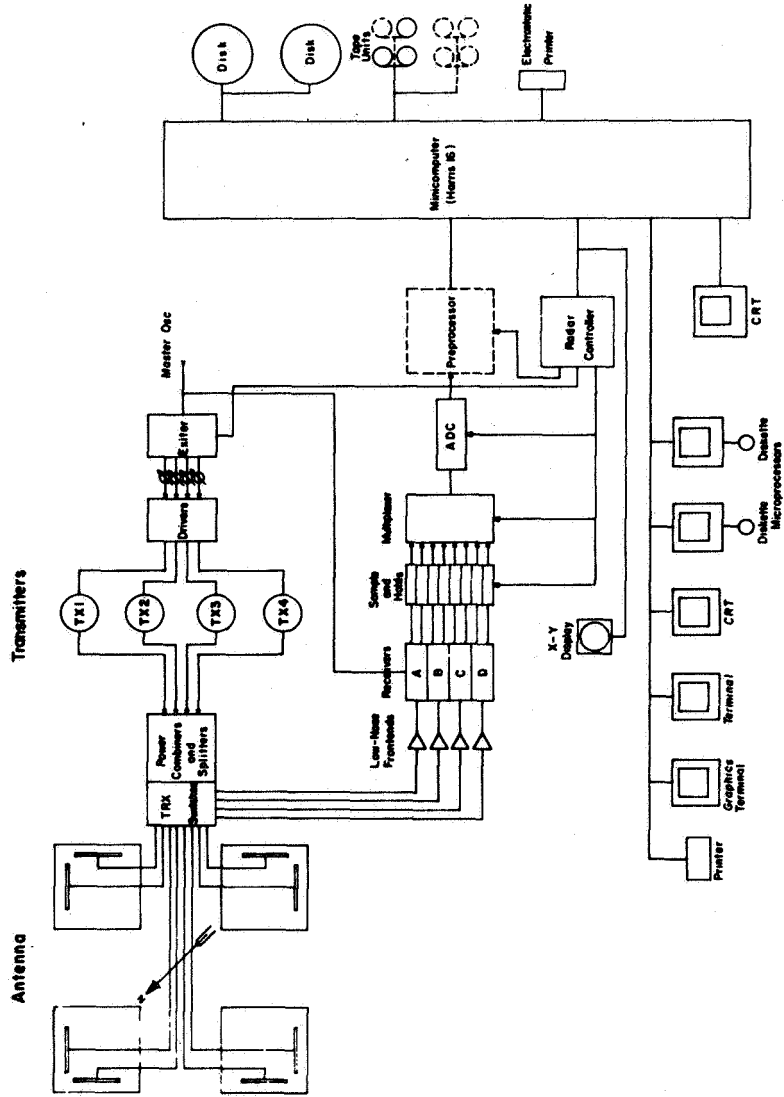 Antenna
Transmitters
TRX
Switches
Power
Combiners
and
Splitters
TX1
TX2
TX3
TX4
Drivers
Exiter
Master Osc
Low-Noise
Frontends
Receivers
A
B
C
D
Sample
and
Holds
Multiplexer
ADC
Preprocessor
Radar
Controller
X-Y
Display
Minicomputer
(Harris 16)
Disk
Disk
Tape
Units
Electrostatic
Printer
Printer
Graphics
Terminal
Terminal
CRT
Diskette
Diskette
Microprocessors
CRT